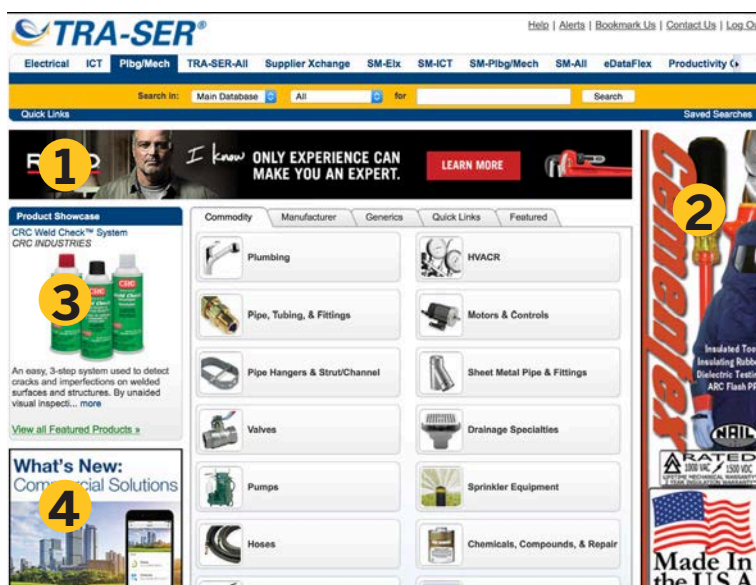 TRA-SER®
Help | Alerts | Bookmark Us | Contact Us | Log Ou
Electrical ICT Plbg/Mech TRA-SER-All Supplier Xchange SM-Elx SM-ICT SM-Plbg/Mech SM-All eDataFlex Productivity
Search in: Main Database All for Search
Quick Links Saved Searches
1
I know ONLY EXPERIENCE CAN
MAKE YOU AN EXPERT.
LEARN MORE
2
Gementex
Product Showcase
CRC Weld Check™ System
CRC INDUSTRIES
3
CRC
An easy, 3-step system used to detect
cracks and imperfections on welded
surfaces and structures. By unaided
visual inspecti... more
View all Featured Products »
What's New:
Commercial Solutions
4
Commodity Manufacturer Generics Quick Links Featured
Plumbing HVACR
Pipe, Tubing, & Fittings Motors & Controls
Pipe Hangers & Strut/Channel Sheet Metal Pipe & Fittings
Valves Drainage Specialties
Pumps Sprinkler Equipment
Hoses Chemicals, Compounds, & Repair
Insulated Too
Insulating Rubbe
Dielectric Testin
ARC Flash PP
NAIL
RATED
1000 VAC 1500 VDC
Made In
the U.S.A